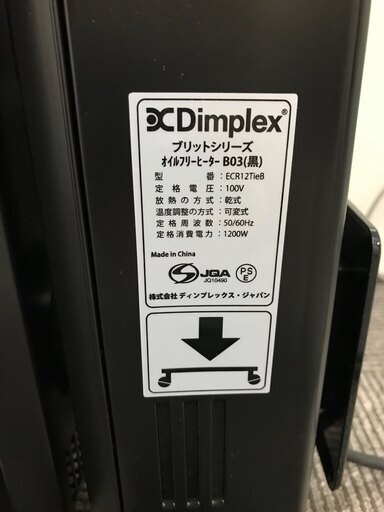 Dimplex®
ブリットシリーズ
オイルフリーヒーター B03(黒)
型番：ECR12TieB
定格電圧：100V
放熱の方式：乾式
温度調整の方式：可変式
定格周波数：50/60Hz
定格消費電力：1200W
Made in China
JQA
JQ10490
PS
E
株式会社ディンプレックス・ジャパン